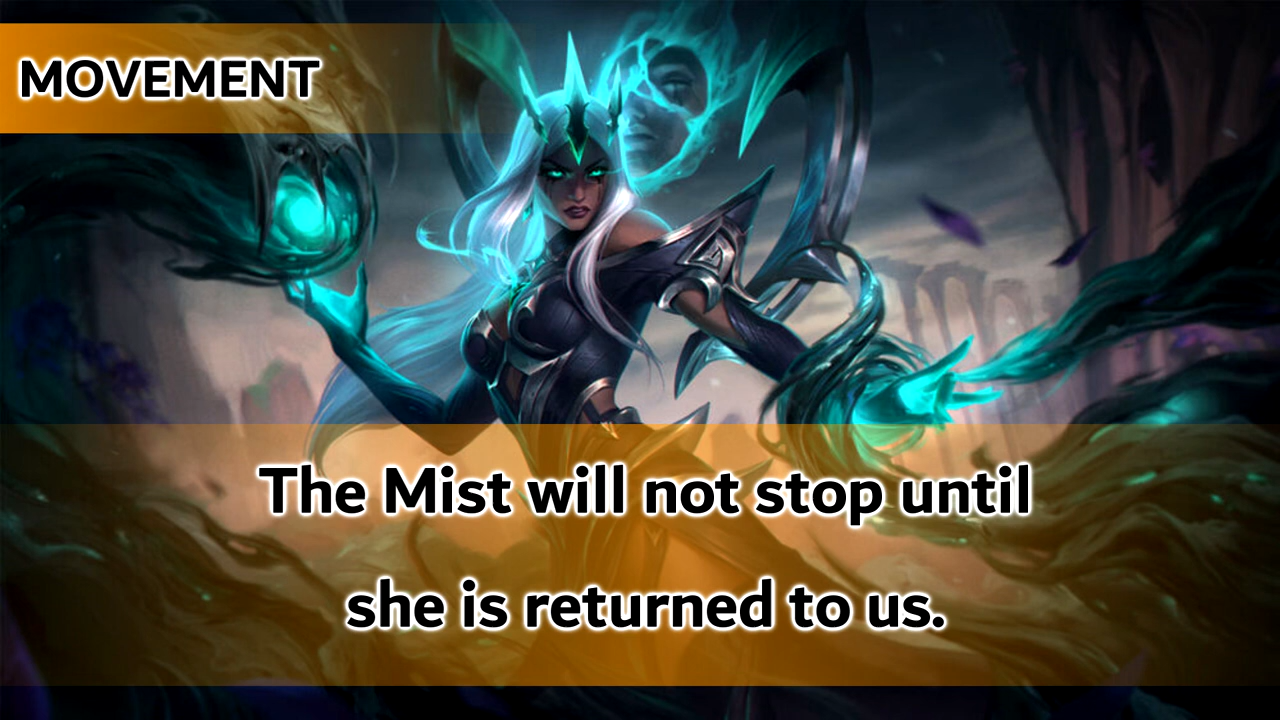 MOVEMENT
The Mist will not stop until
she is returned to us.